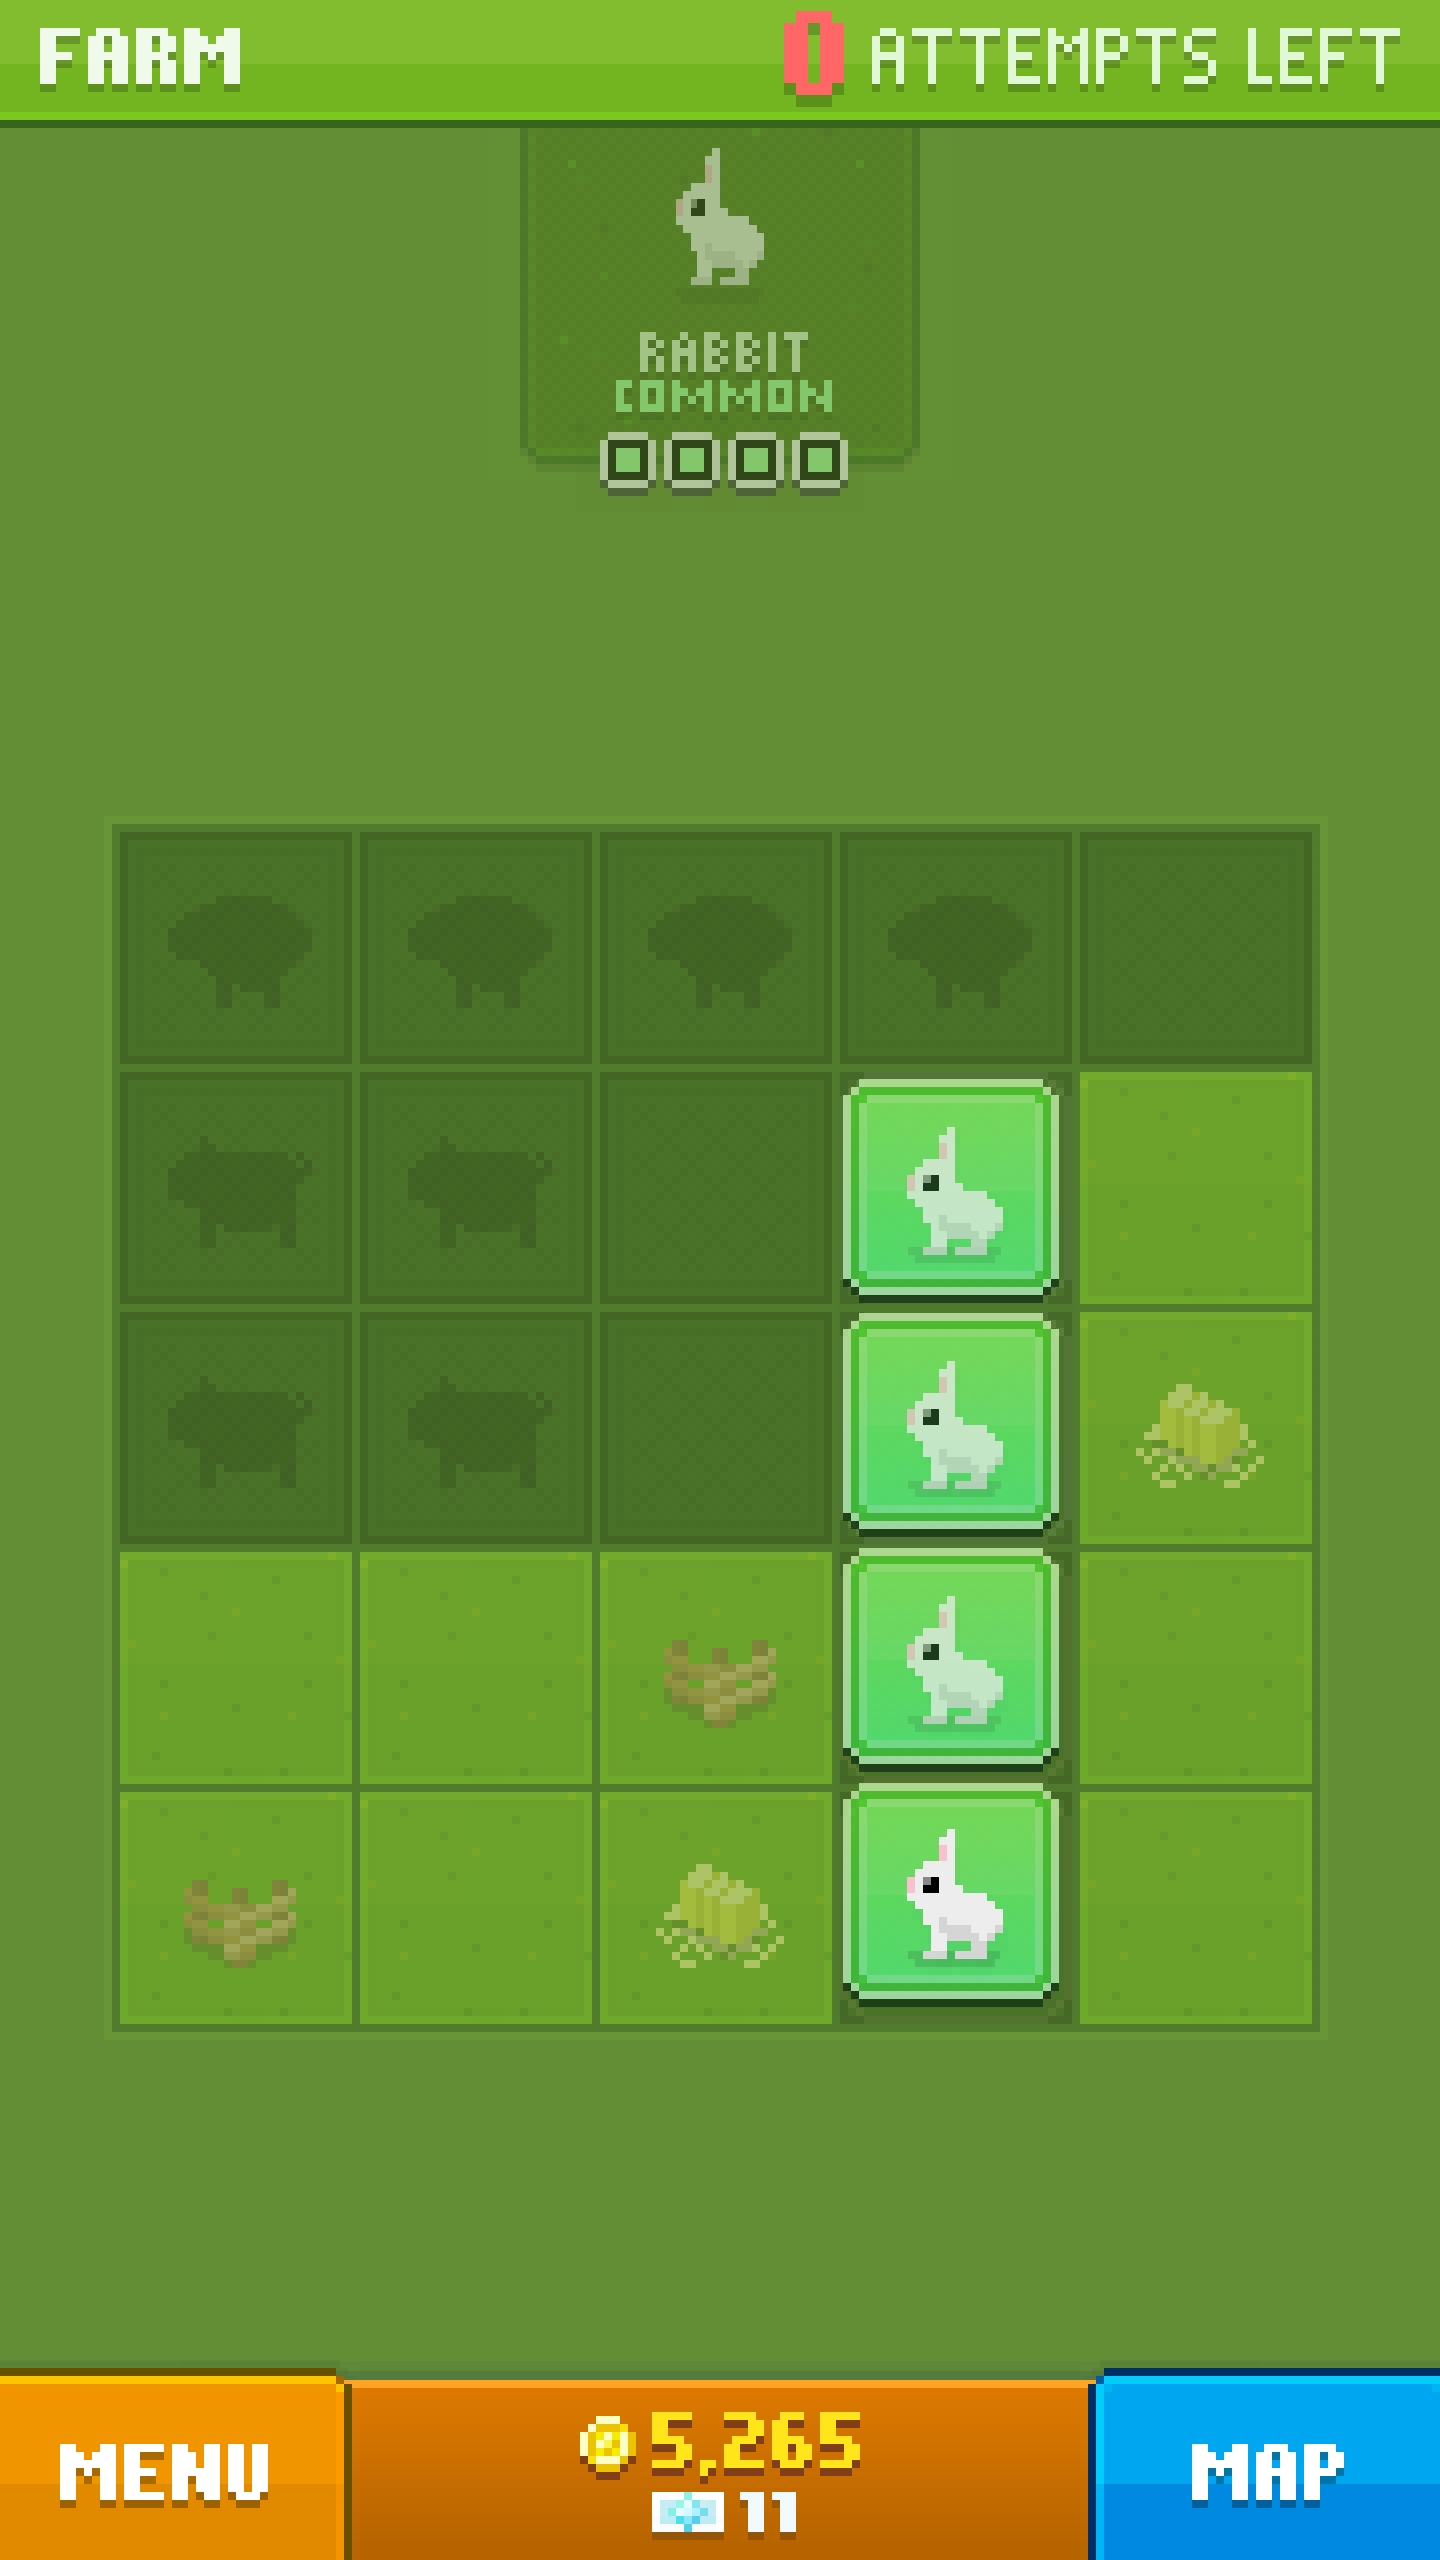 FARM
0 ATTEMPTS LEFT
RABBIT
COMMON
MENU
5,265
11
MAP